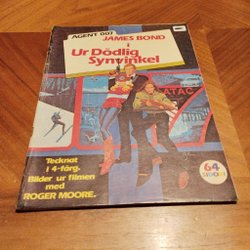 AGENT 007
JAMES BOND
i
Ur Dödlig
Synvinkel
ATAC
Tecknat
i 4-färg.
Bilder ur filmen
med
ROGER MOORE.
64
SIDOR